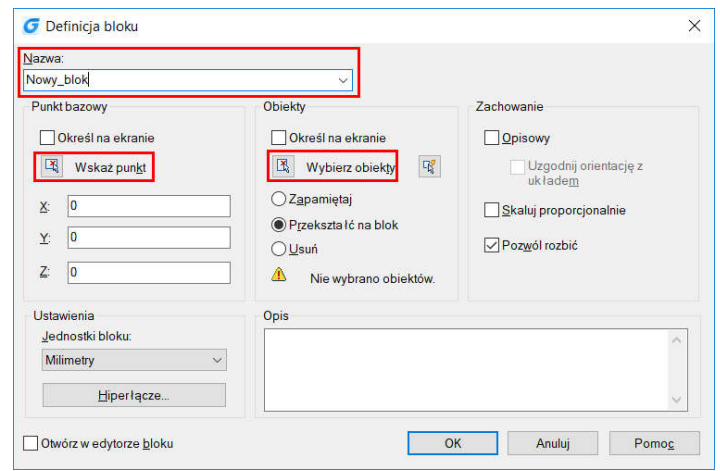 Definicja bloku
Nazwa:
Nowy_blok
Punkt bazowy
Określ na ekranie
Wskaż punkt
X: 0
Y: 0
Z: 0
Obiekty
Określ na ekranie
Wybierz obiekty
Zapamiętaj
Przekształć na blok
Usuń
Nie wybrano obiektów.
Zachowanie
Opisowy
Uzgodnij orientację z
układem
Skaluj proporcjonalnie
Pozwól rozbić
Ustawienia
Jednostki bloku:
Milimetry
Hiperłącze...
Opis
Otwórz w edytorze bloku
OK
Anuluj
Pomoc